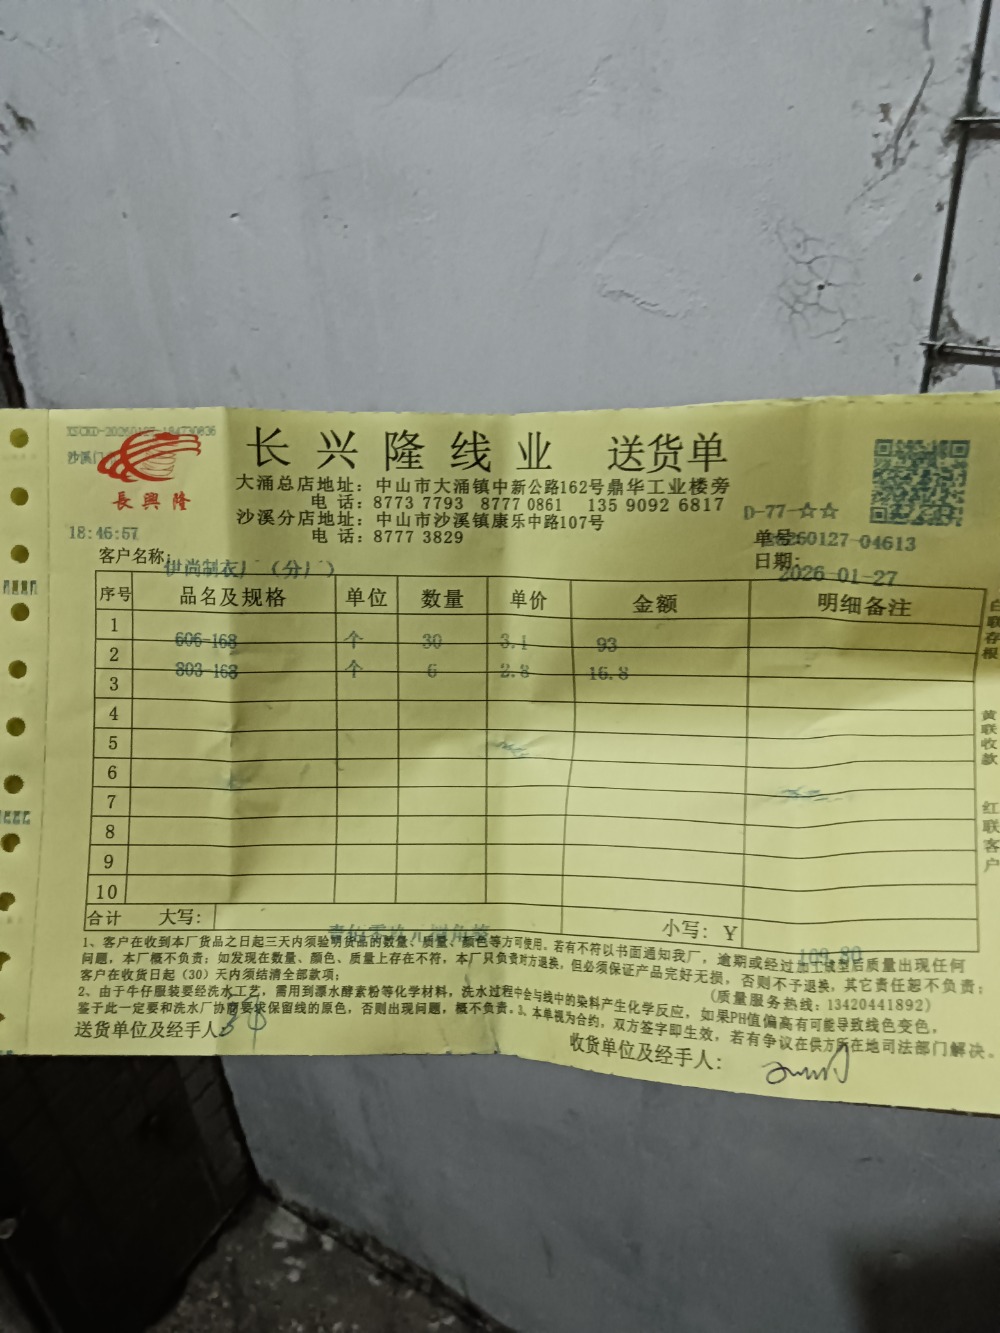 XSCKD-20260127-184730836
沙溪门
長興隆
18:46:57
长兴隆线业 送货单
大涌总店地址：中山市大涌镇中新公路162号鼎华工业楼旁
电 话：8773 7793 8777 0861 135 9092 6817
沙溪分店地址：中山市沙溪镇康乐中路107号
电 话：8777 3829
D-77-☆☆
单号：20260127-04613
日期：2026-01-27
客户名称：伊尚制衣厂（分厂）
序号 品名及规格 单位 数量 单价 金额 明细备注
1 606-168 个 30 3.1 93
2 803-168 个 6 2.8 16.8
3
4
5
6
7
8
9
10
合计 大写：壹佰零玖元捌角整 小写：Y 109.80
白联存根
黄联收款
红联客户
1、客户在收到本厂货品之日起三天内须验明货品的数量、质量、颜色等方可使用。若有不符以书面通知我厂，逾期或经过加工成型后质量出现任何
问题，本厂概不负责；如发现在数量、颜色、质量上存在不符，本厂只负责对方退换，但必须保证产品完好无损，否则不予退换，其它责任恕不负责；
客户在收货日起（30）天内须结清全部款项；
（质量服务热线：13420441892）
2、由于牛仔服装要经洗水工艺，需用到漂水酵素粉等化学材料，洗水过程中会与线中的染料产生化学反应，如果PH值偏高有可能导致线色变色，
签于此一定要和洗水厂协商要求保留线的原色，否则出现问题，概不负责。3、本单视为合约，双方签字即生效，若有争议在供方所在地司法部门解决。
送货单位及经手人：
收货单位及经手人：